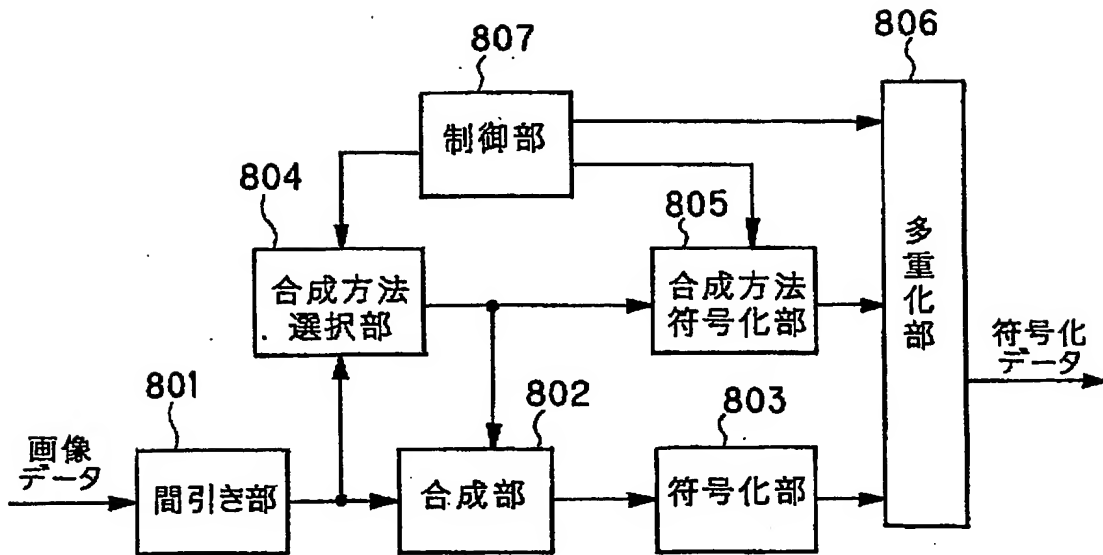 807
制御部
806
多重化部
804
合成方法
選択部
805
合成方法
符号化部
符号化
データ
801
間引き部
802
合成部
803
符号化部
画像
データ